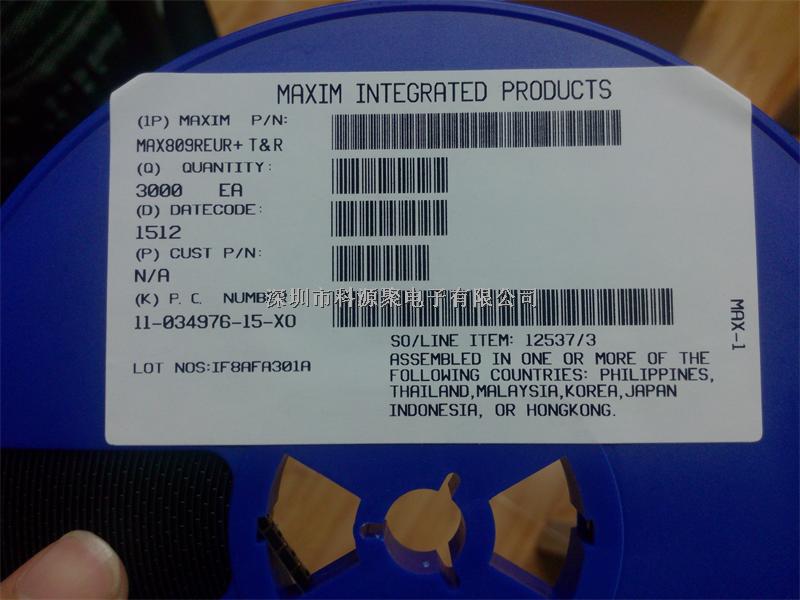 MAXIM INTEGRATED PRODUCTS
(1P) MAXIM P/N:
MAX809REUR+ T&R
(Q) QUANTITY:
3000 EA
(D) DATECODE:
1512
(P) CUST P/N:
N/A
(K) P. C. NUMBER:
深圳市科源聚电子有限公司
11-034976-15-XO
SO/LINE ITEM: 12537/3
LOT NOS:IF8AFA301A
ASSEMBLED IN ONE OR MORE OF THE
FOLLOWING COUNTRIES: PHILIPPINES,
THAILAND,MALAYSIA,KOREA,JAPAN
INDONESIA, OR HONGKONG.
MAX-1